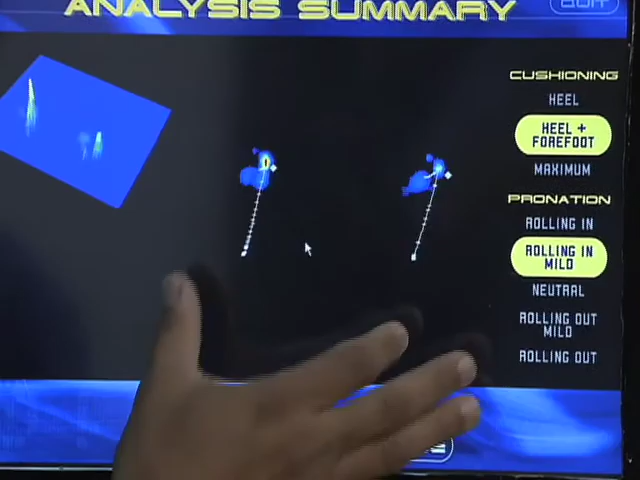 ANALYSIS SUMMARY
QUIT
CUSHIONING
HEEL
HEEL +
FOREFOOT
MAXIMUM
PRONATION
ROLLING IN
ROLLING IN
MILD
NEUTRAL
ROLLING OUT
MILD
ROLLING OUT